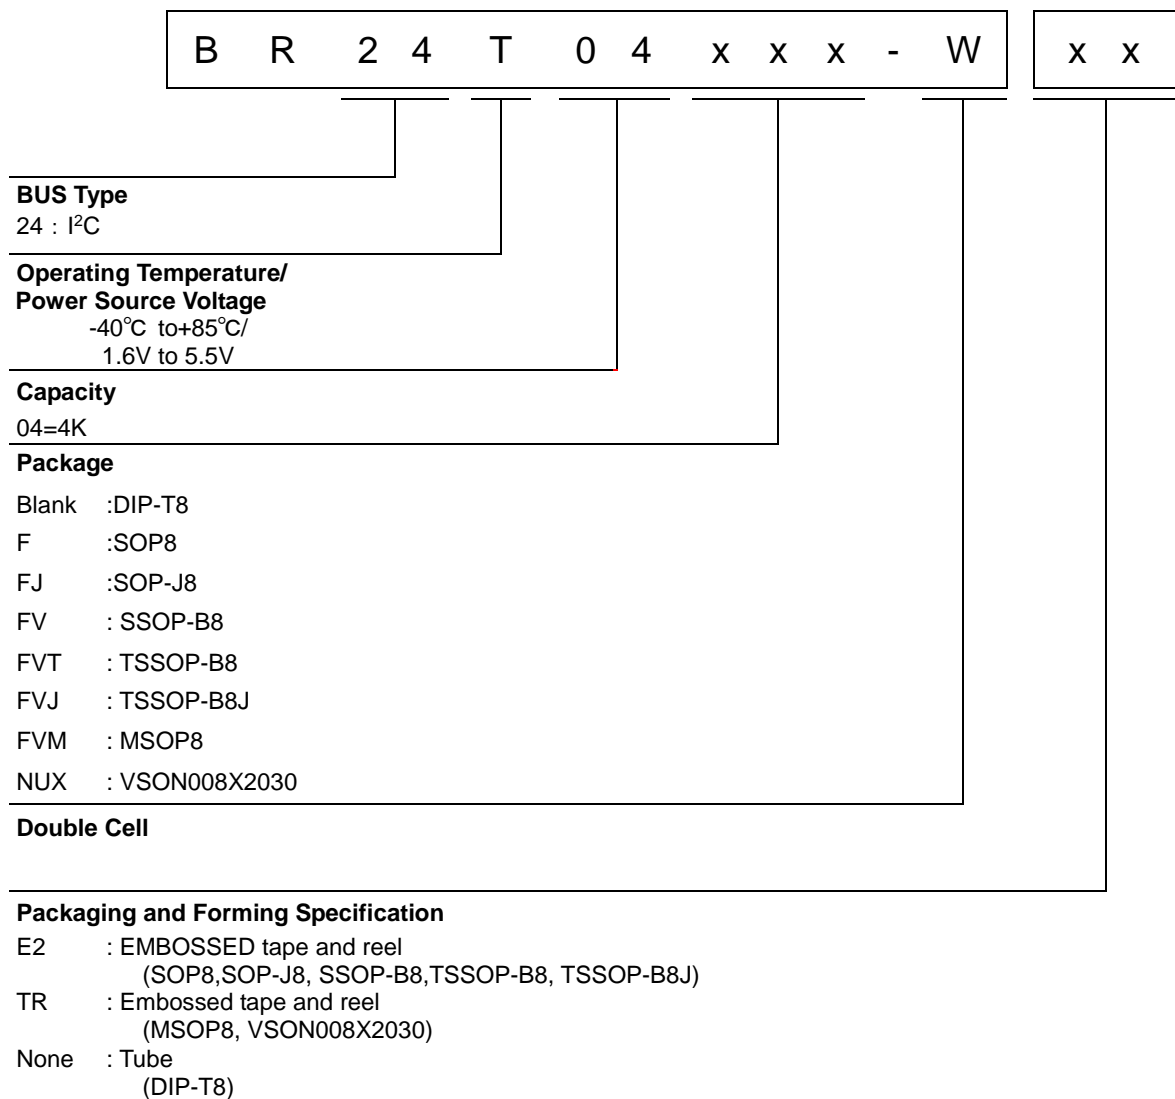 B R 2 4 T 0 4 x x x - W x x
BUS Type
24 : I²C
Operating Temperature/
Power Source Voltage
-40℃ to+85℃/
1.6V to 5.5V
Capacity
04=4K
Package
Blank :DIP-T8
F :SOP8
FJ :SOP-J8
FV : SSOP-B8
FVT : TSSOP-B8
FVJ : TSSOP-B8J
FVM : MSOP8
NUX : VSON008X2030
Double Cell
Packaging and Forming Specification
E2 : EMBOSSED tape and reel
(SOP8,SOP-J8, SSOP-B8,TSSOP-B8, TSSOP-B8J)
TR : Embossed tape and reel
(MSOP8, VSON008X2030)
None : Tube
(DIP-T8)